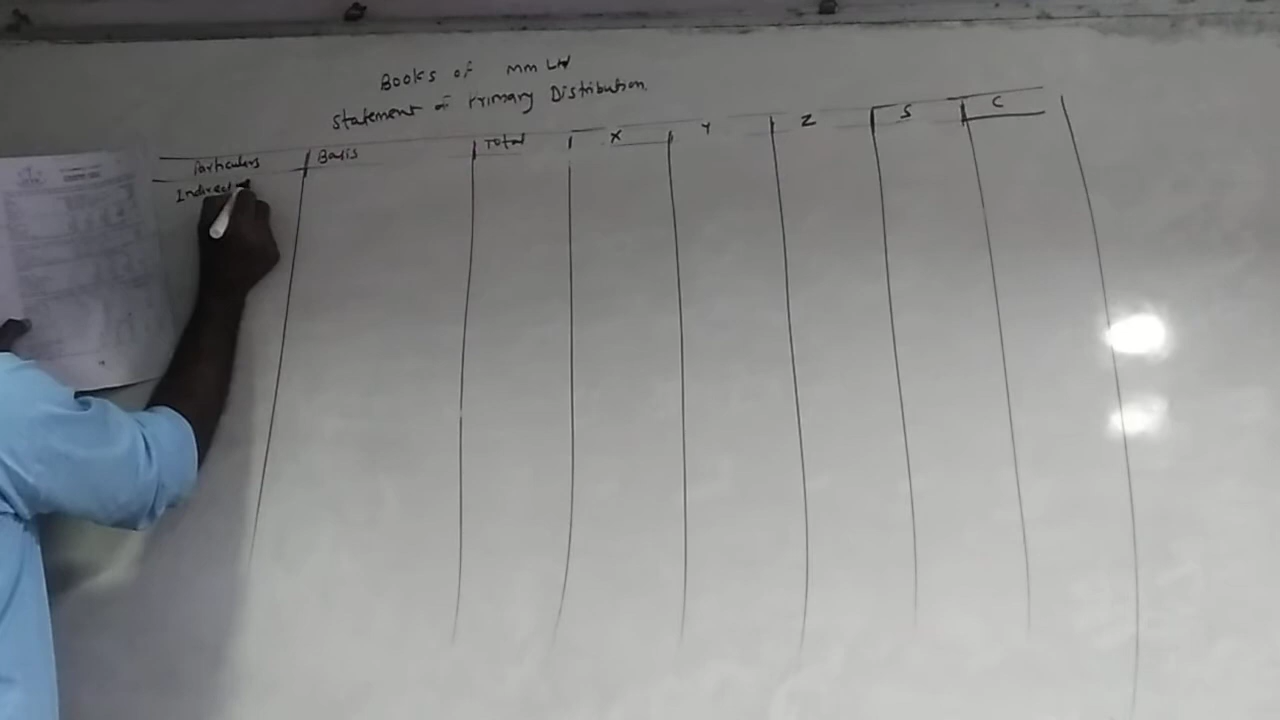 Books of MM Ltd
Statement of Primary Distribution
Particulars Basis Total X Y Z S C
Indirect